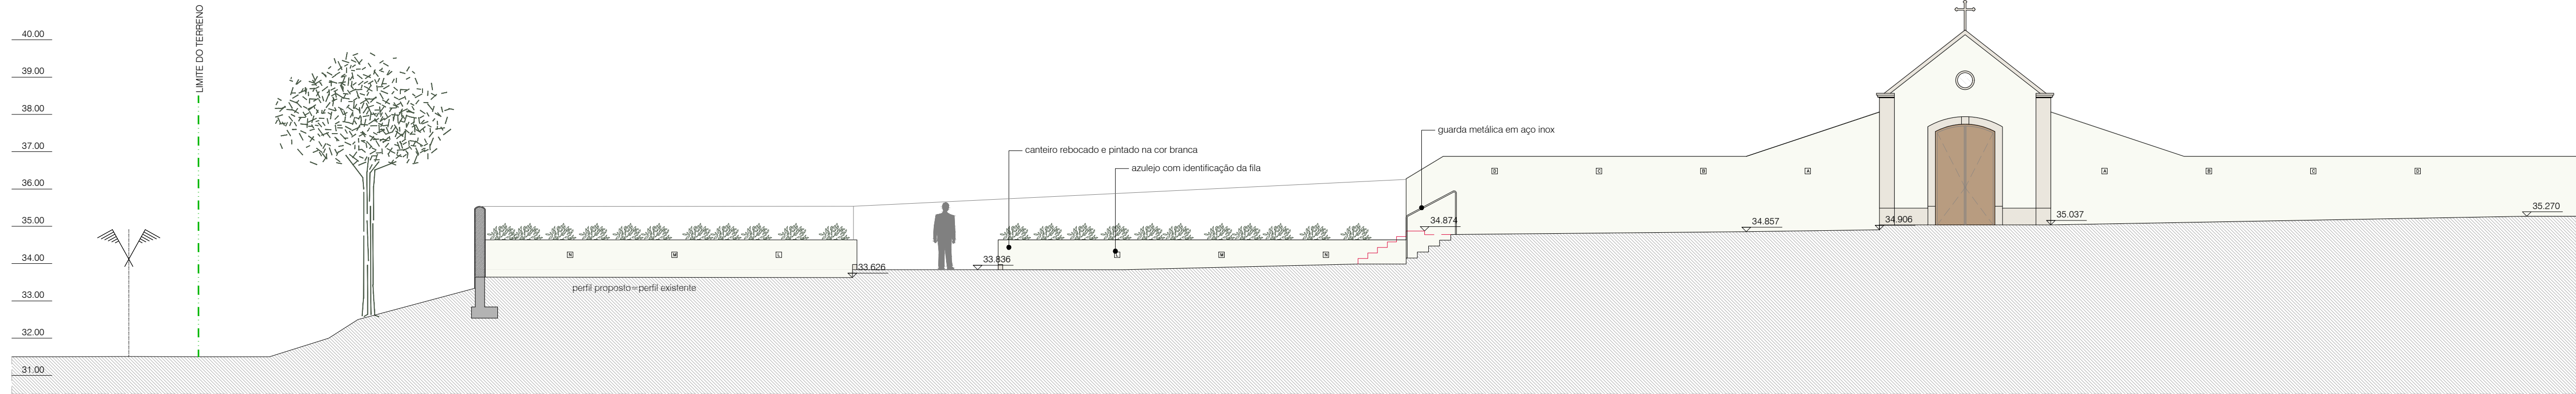 LIMITE DO TERRENO
40.00
39.00
38.00
37.00
36.00
35.00
34.00
33.00
32.00
31.00
guarda metálica em aço inox
canteiro rebocado e pintado na cor branca
azulejo com identificação da fila
D C B A
A B C D
35.270
34.874
34.857
34.906
35.037
N M L
L M N
33.626
33.836
perfil proposto=perfil existente